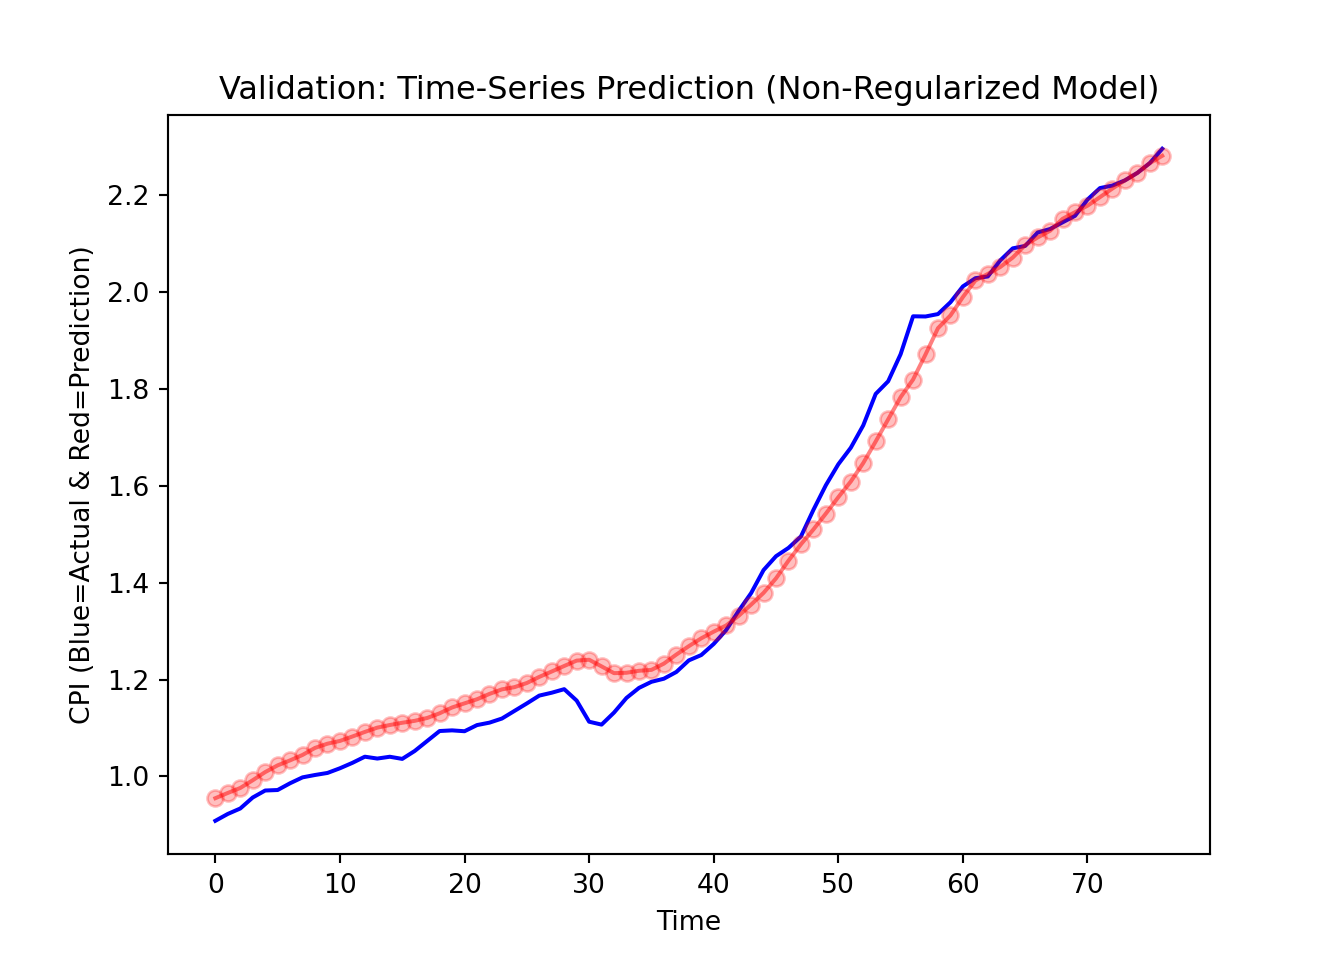 Validation: Time-Series Prediction (Non-Regularized Model)
CPI (Blue=Actual & Red=Prediction)
2.2
2.0
1.8
1.6
1.4
1.2
1.0
0 10 20 30 40 50 60 70
Time